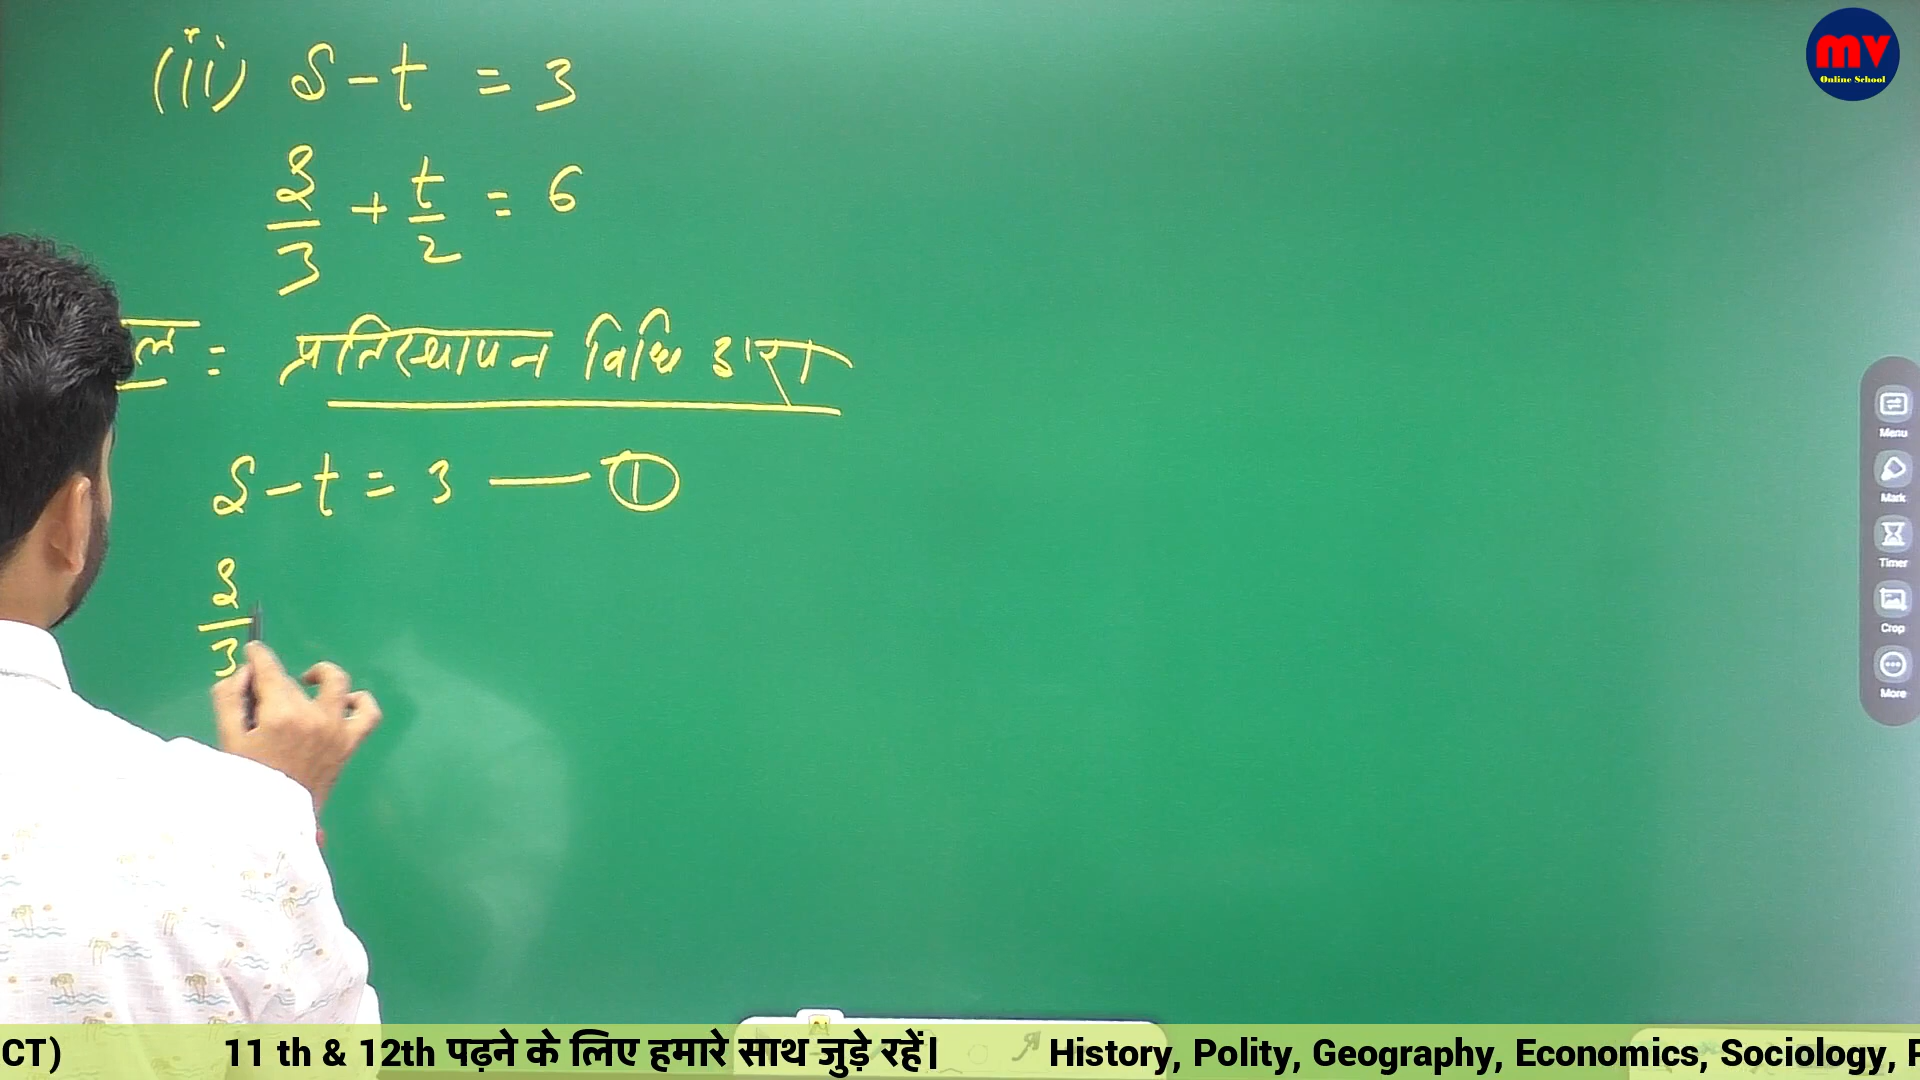 (ii) S - t = 3
S/3 + t/2 = 6
ल = प्रतिस्थापन विधि द्वारा
S - t = 3 — ①
S/3
mv
Online School
Menu
Mark
Timer
Crop
More
CT) 11 th & 12th पढ़ने के लिए हमारे साथ जुड़े रहें| History, Polity, Geography, Economics, Sociology, P